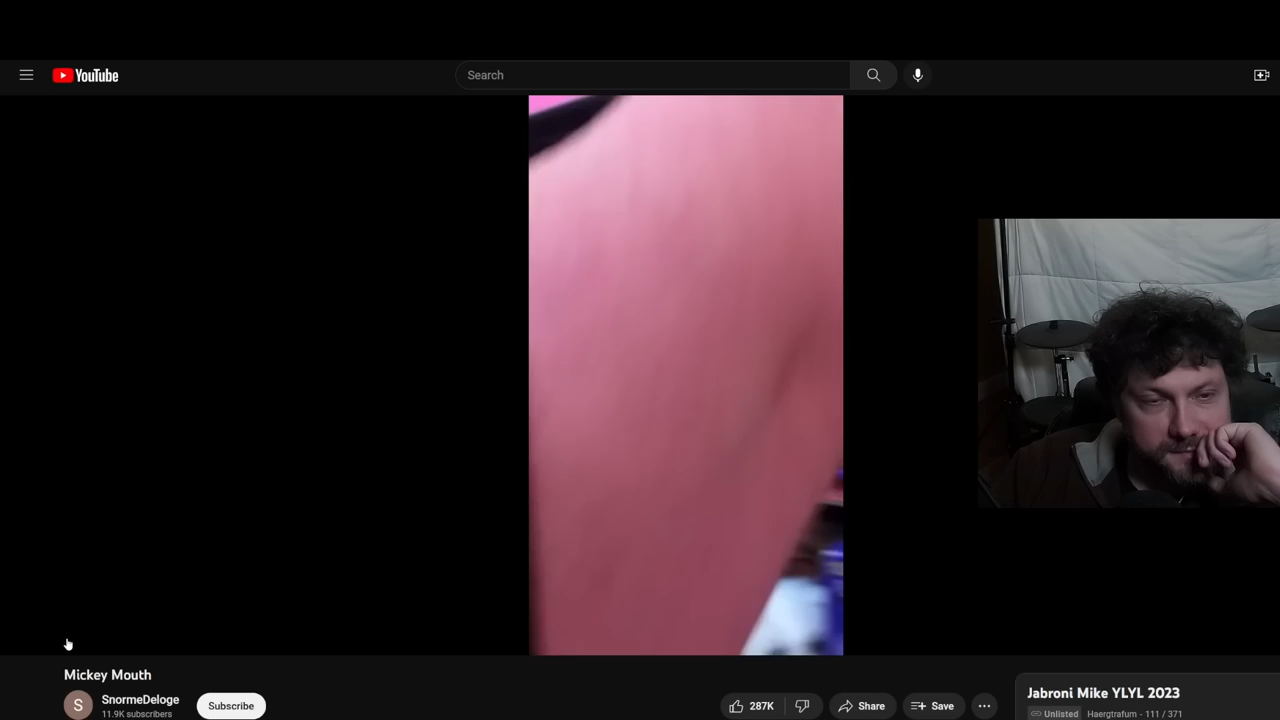 YouTube
Search
Mickey Mouth
S
SnormeDeloge
11.9K subscribers
Subscribe
287K
Share
Save
Jabroni Mike YLYL 2023
Unlisted
Haergtrafum - 111 / 371